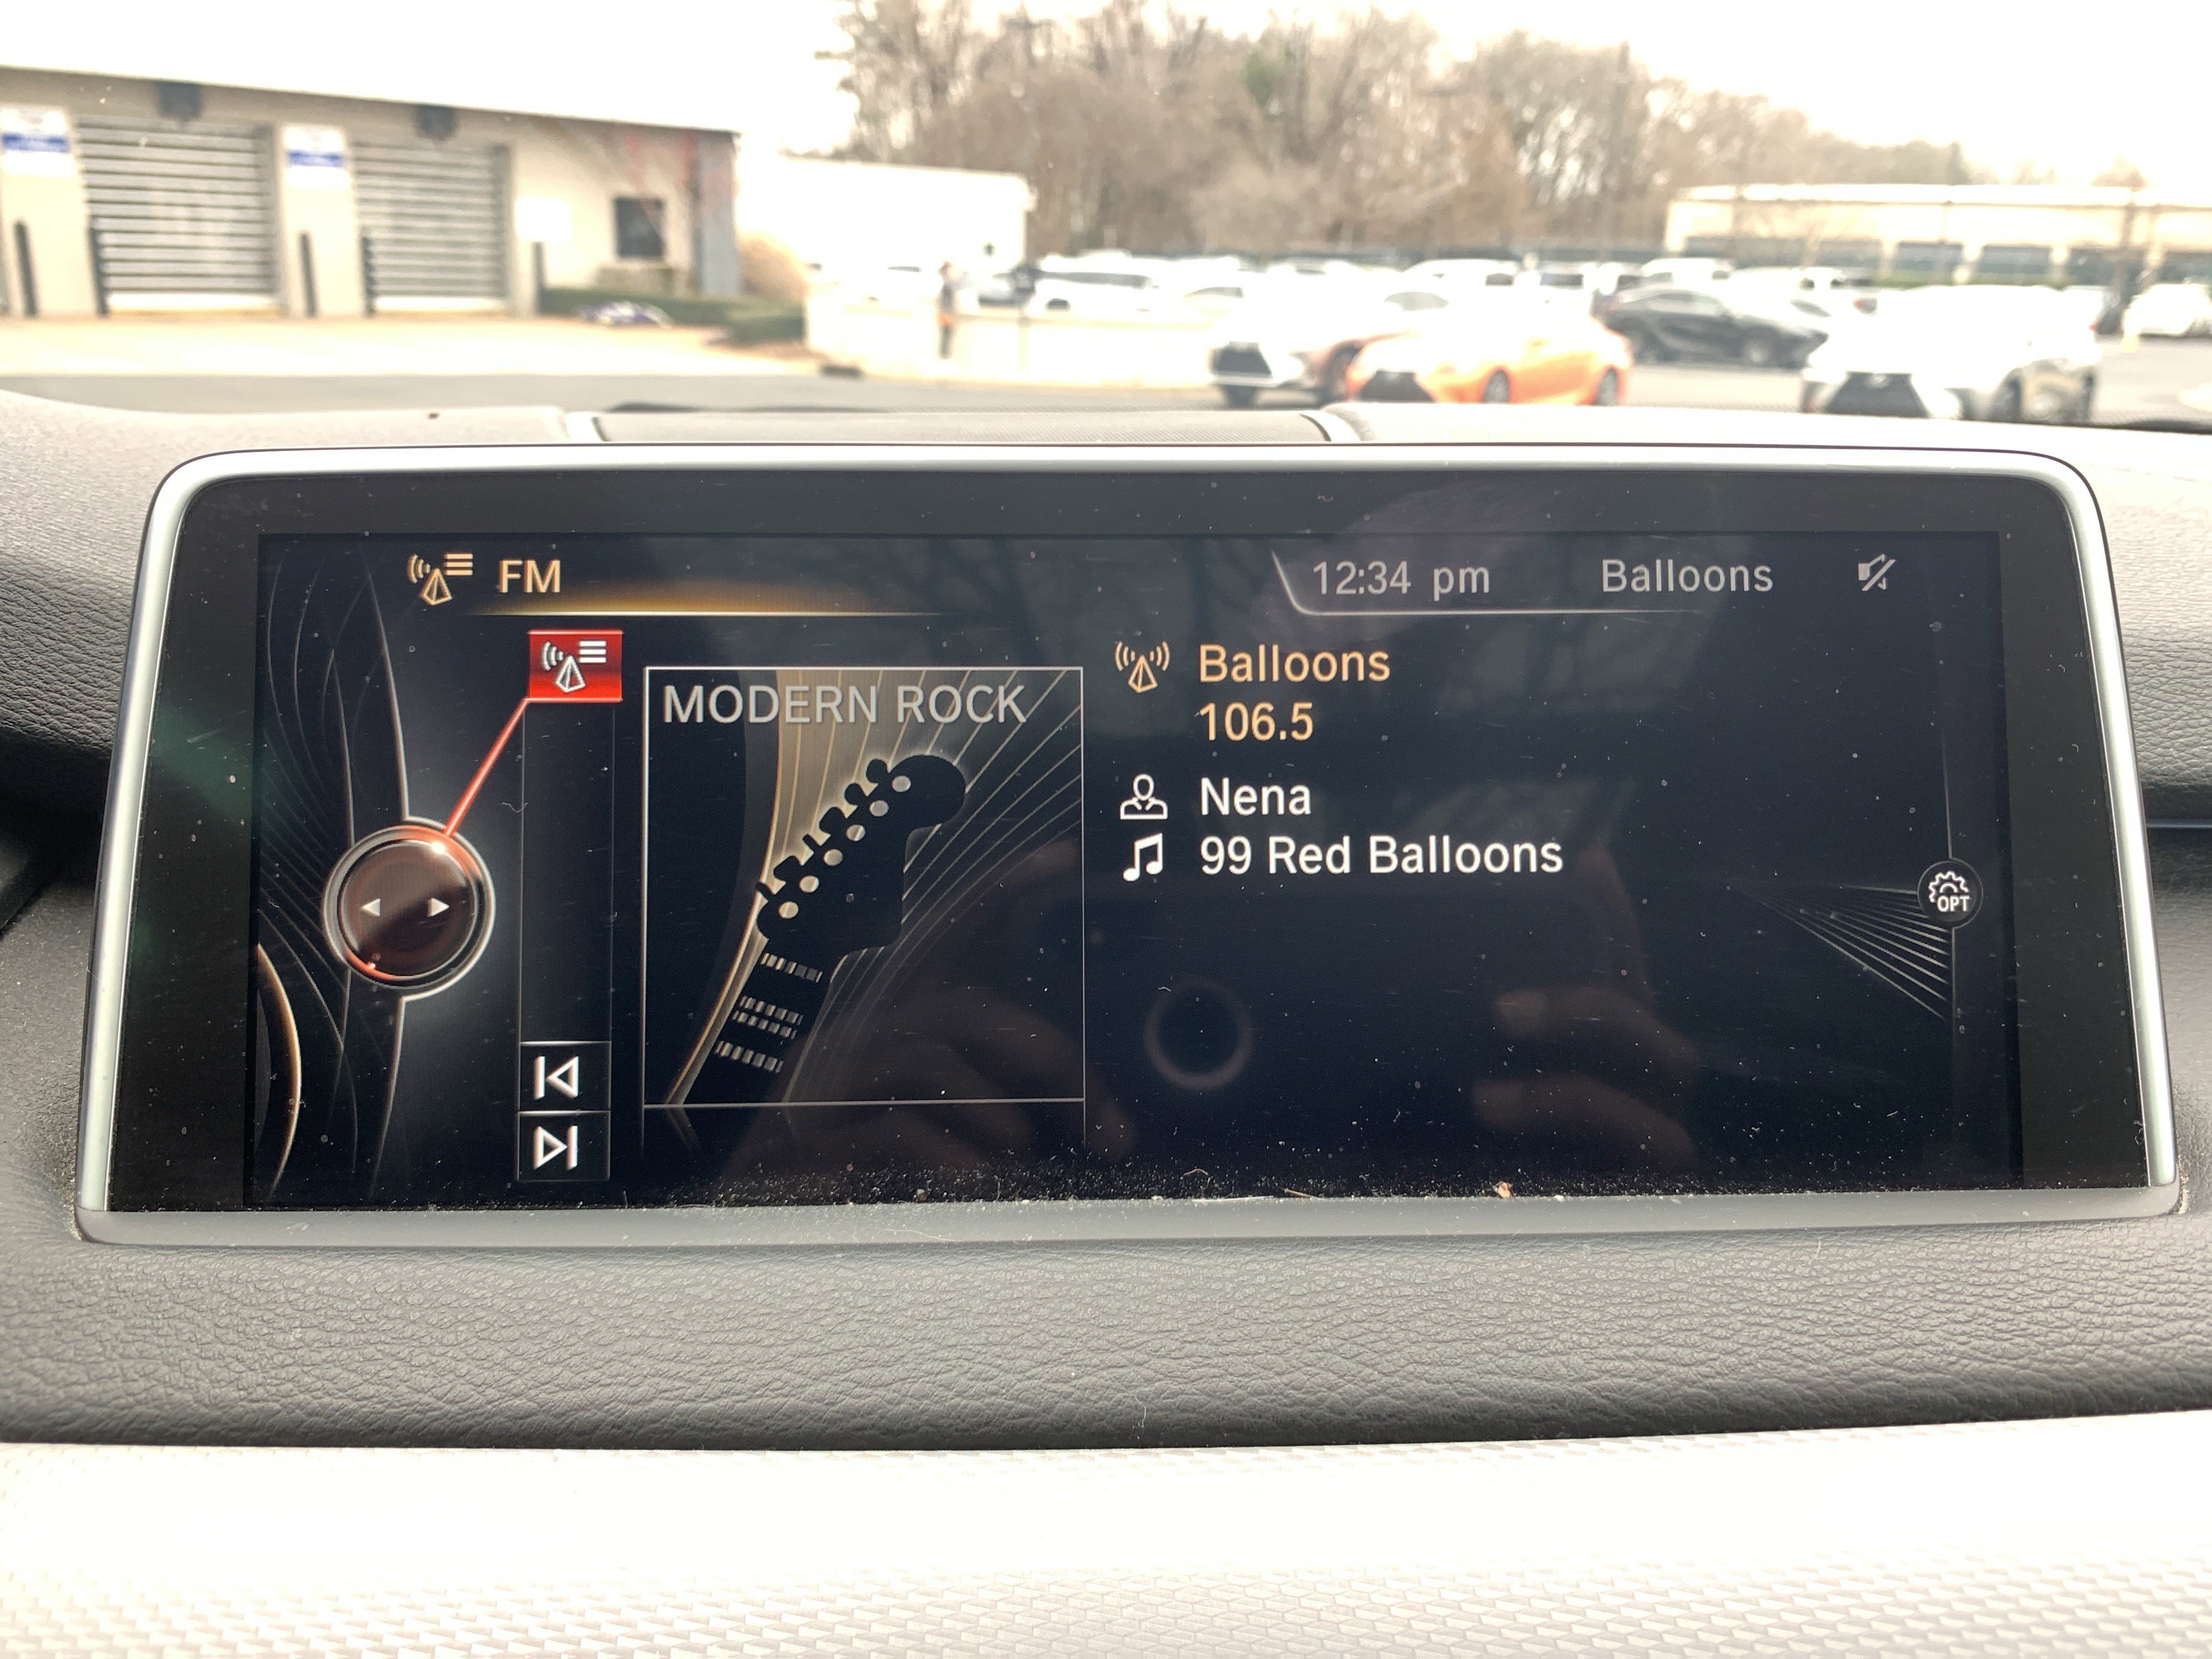 FM
12:34 pm
Balloons
MODERN ROCK
Balloons
106.5
Nena
99 Red Balloons
OPT